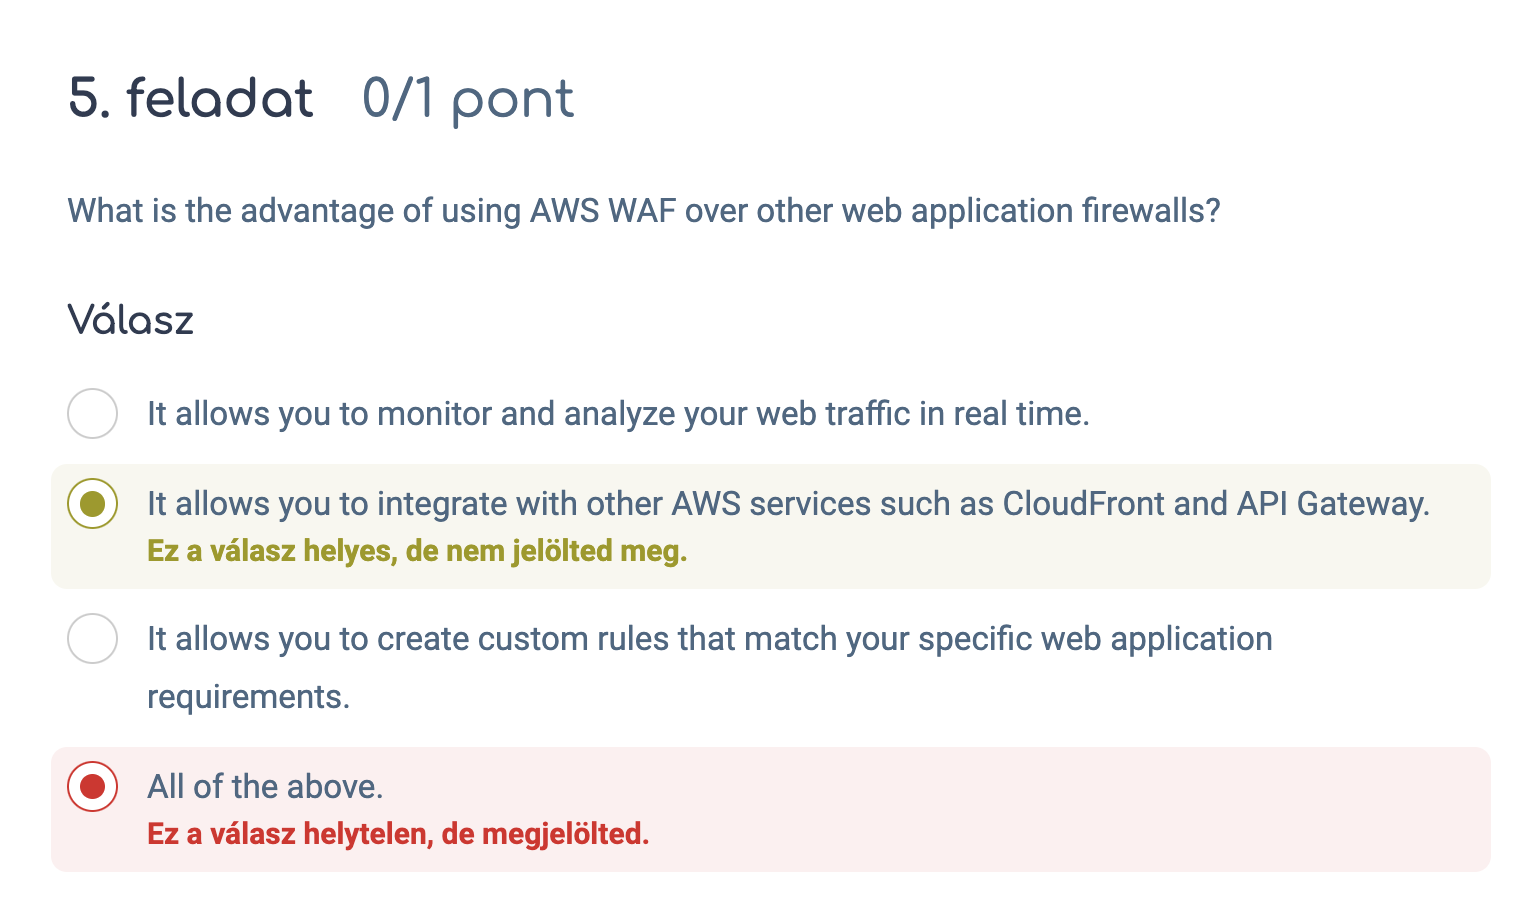 5. feladat 0/1 pont
What is the advantage of using AWS WAF over other web application firewalls?
Válasz
It allows you to monitor and analyze your web traffic in real time.
It allows you to integrate with other AWS services such as CloudFront and API Gateway.
Ez a válasz helyes, de nem jelölted meg.
It allows you to create custom rules that match your specific web application
requirements.
All of the above.
Ez a válasz helytelen, de megjelölted.